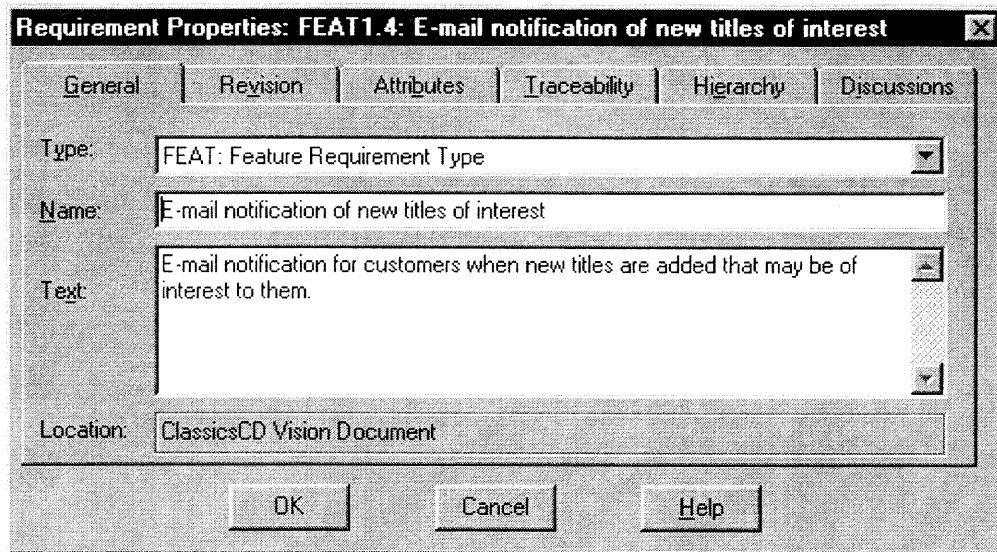 Requirement Properties: FEAT1.4: E-mail notification of new titles of interest
General Revision Attributes Traceability Hierarchy Discussions
Type: FEAT: Feature Requirement Type
Name: E-mail notification of new titles of interest
Text: E-mail notification for customers when new titles are added that may be of
interest to them.
Location: ClassicsCD Vision Document
OK Cancel Help